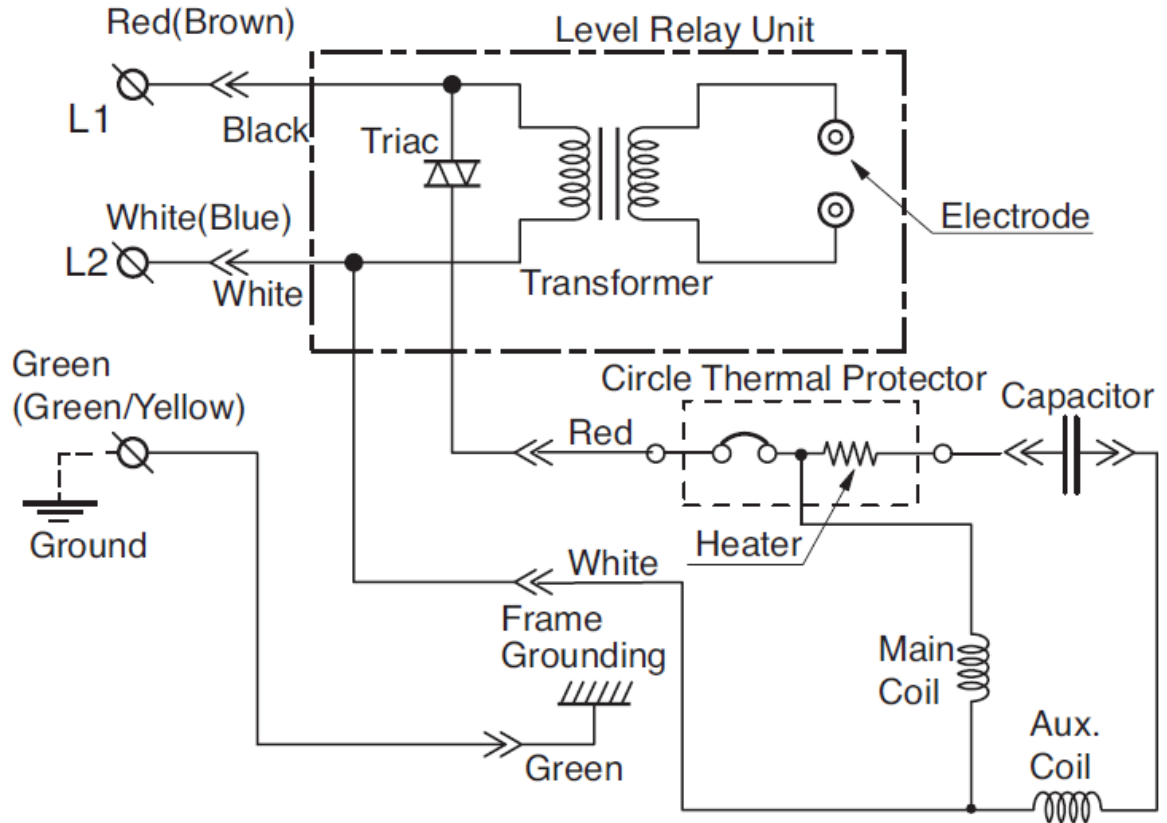 Red(Brown)
Level Relay Unit
L1
Black
Triac
White(Blue)
Electrode
L2
White
Transformer
Green
(Green/Yellow)
Circle Thermal Protector
Capacitor
Red
Ground
Heater
White
Frame
Grounding
Main
Coil
Aux.
Coil
Green